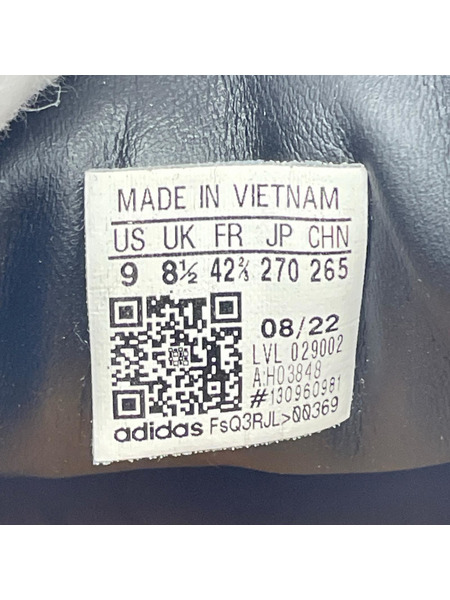 MADE IN VIETNAM
US UK FR JP CHN
9 8½ 42⅔ 270 265
08/22
LVL 029002
A:H03848
#130960981
adidas FsQ3RJL>00369